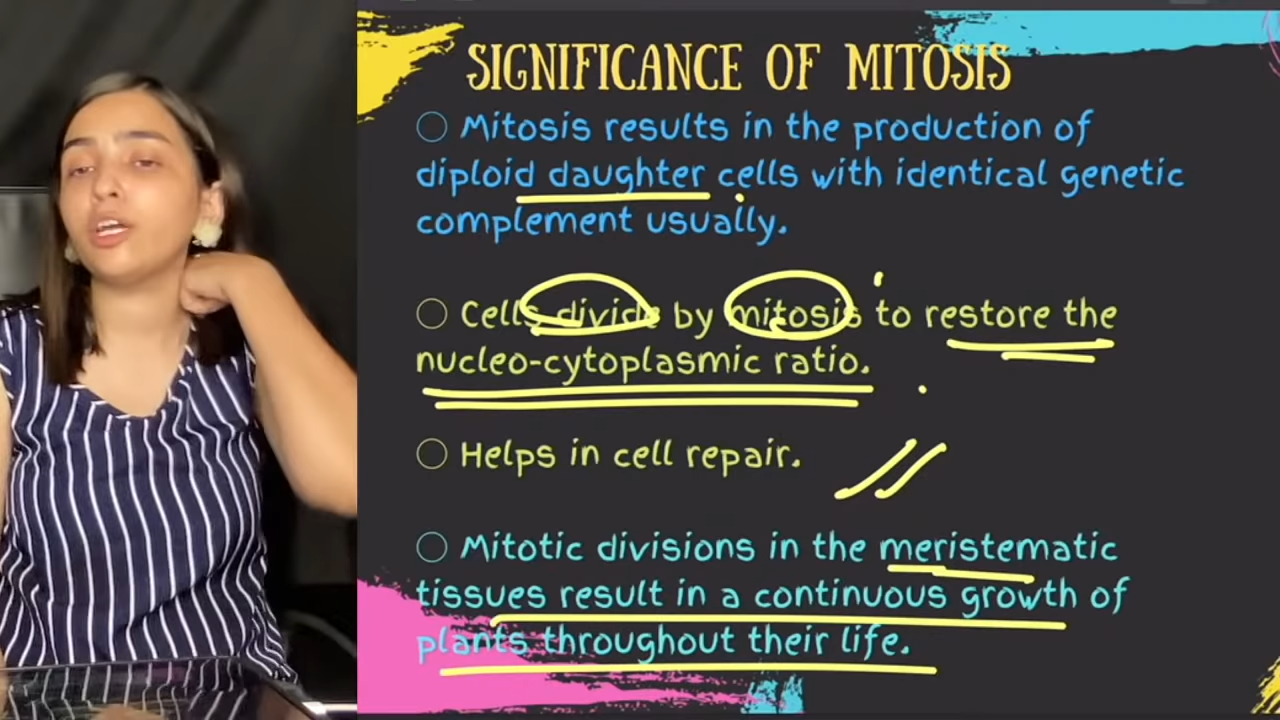 SIGNIFICANCE OF MITOSIS
○ Mitosis results in the production of
diploid daughter cells with identical genetic
complement usually.
○ Cells divide by mitosis to restore the
nucleo-cytoplasmic ratio.
○ Helps in cell repair.
○ Mitotic divisions in the meristematic
tissues result in a continuous growth of
plants throughout their life.